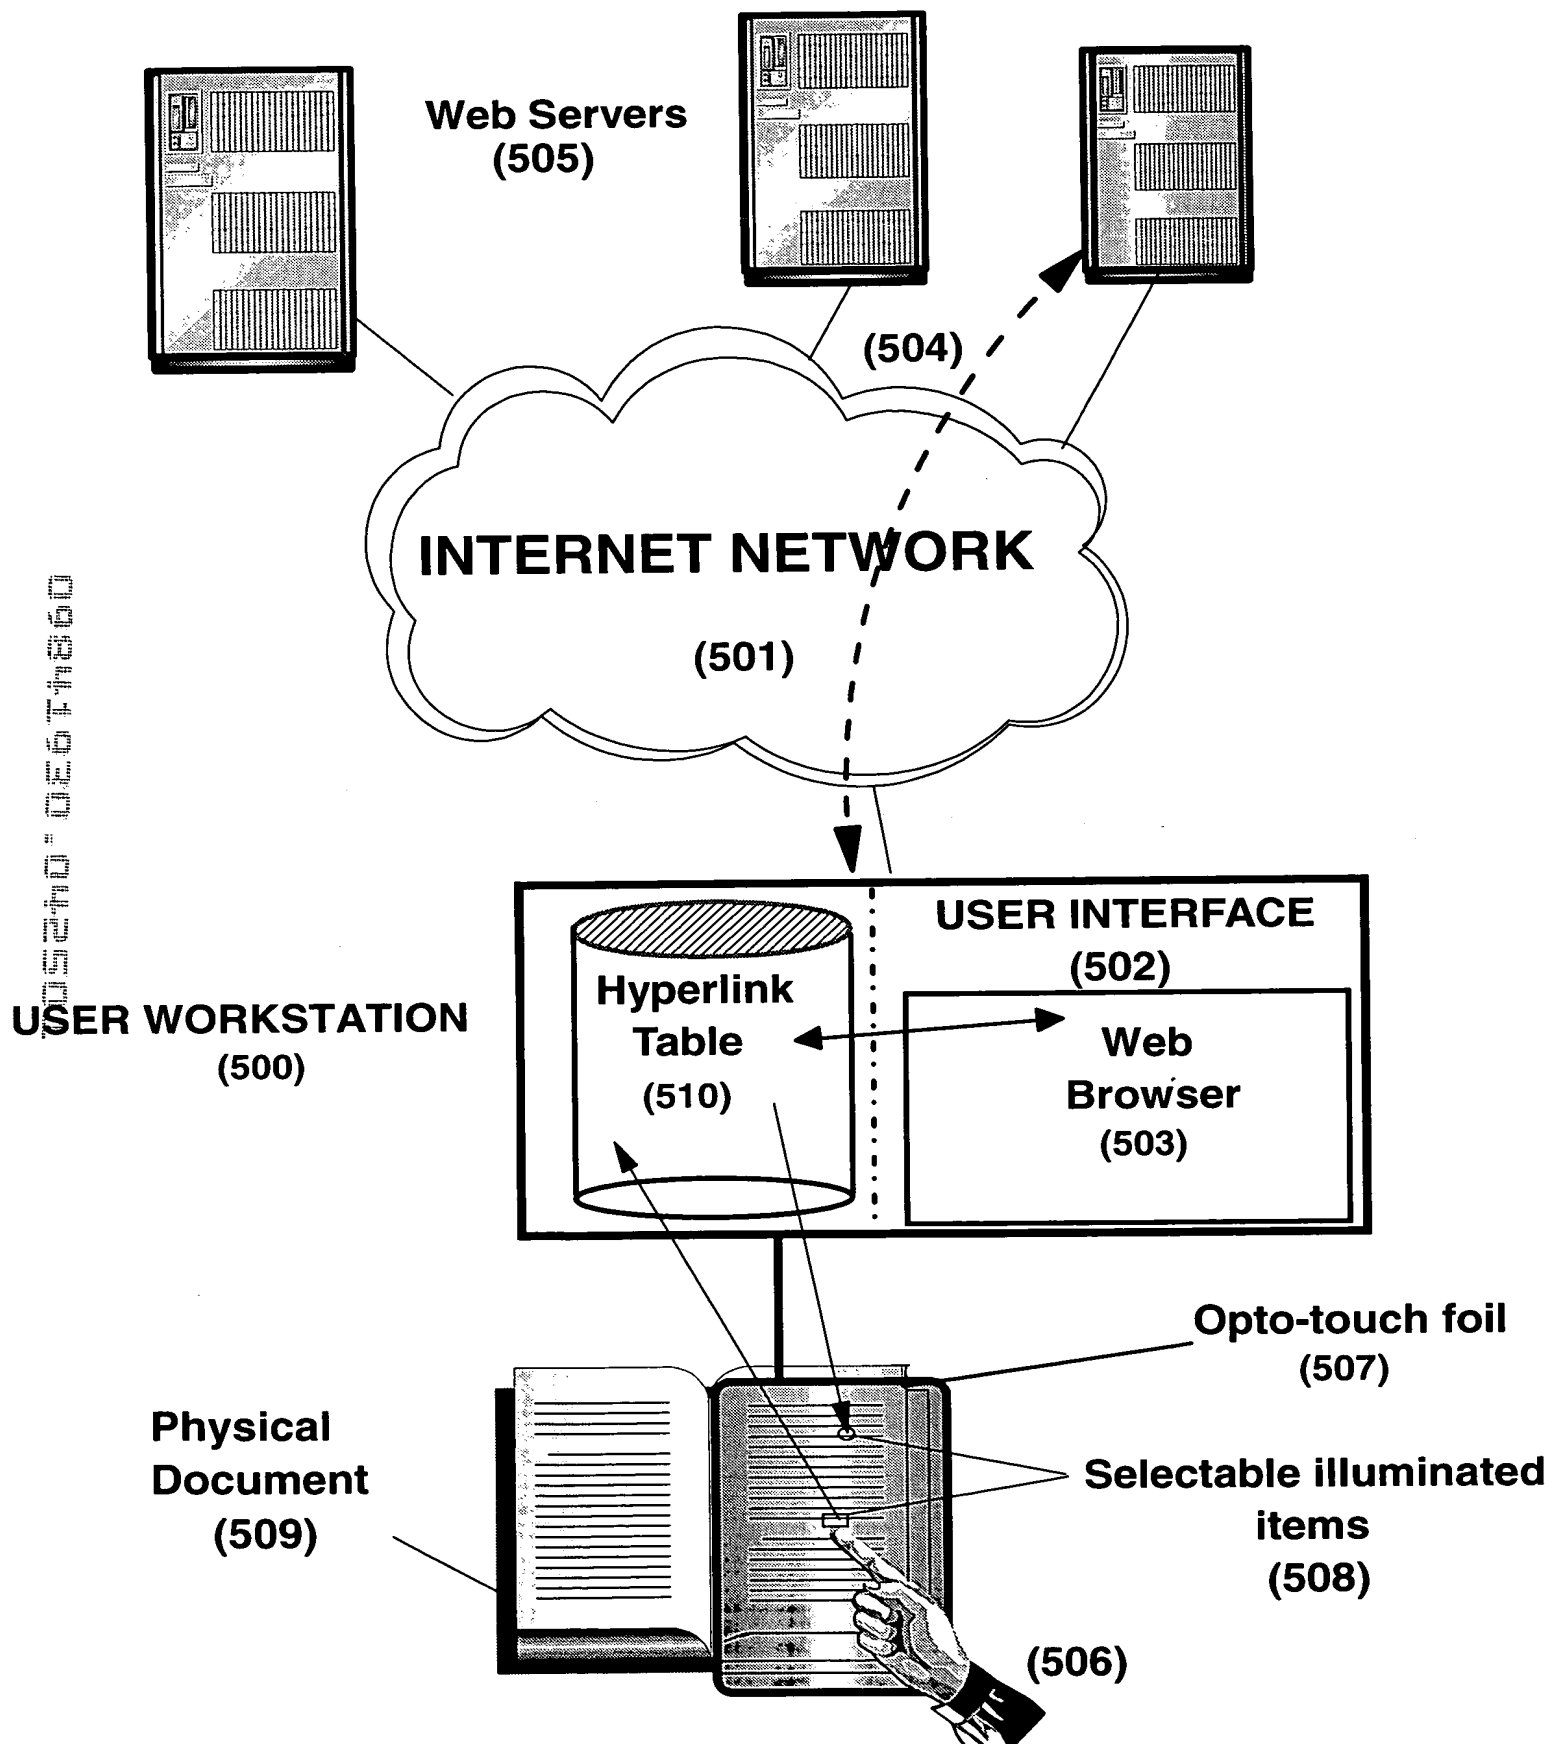 Web Servers
(505)
(504)
INTERNET NETWORK
(501)
USER INTERFACE
(502)
Hyperlink
Table
(510)
Web
Browser
(503)
USER WORKSTATION
(500)
Opto-touch foil
(507)
Physical
Document
(509)
Selectable illuminated
items
(508)
(506)